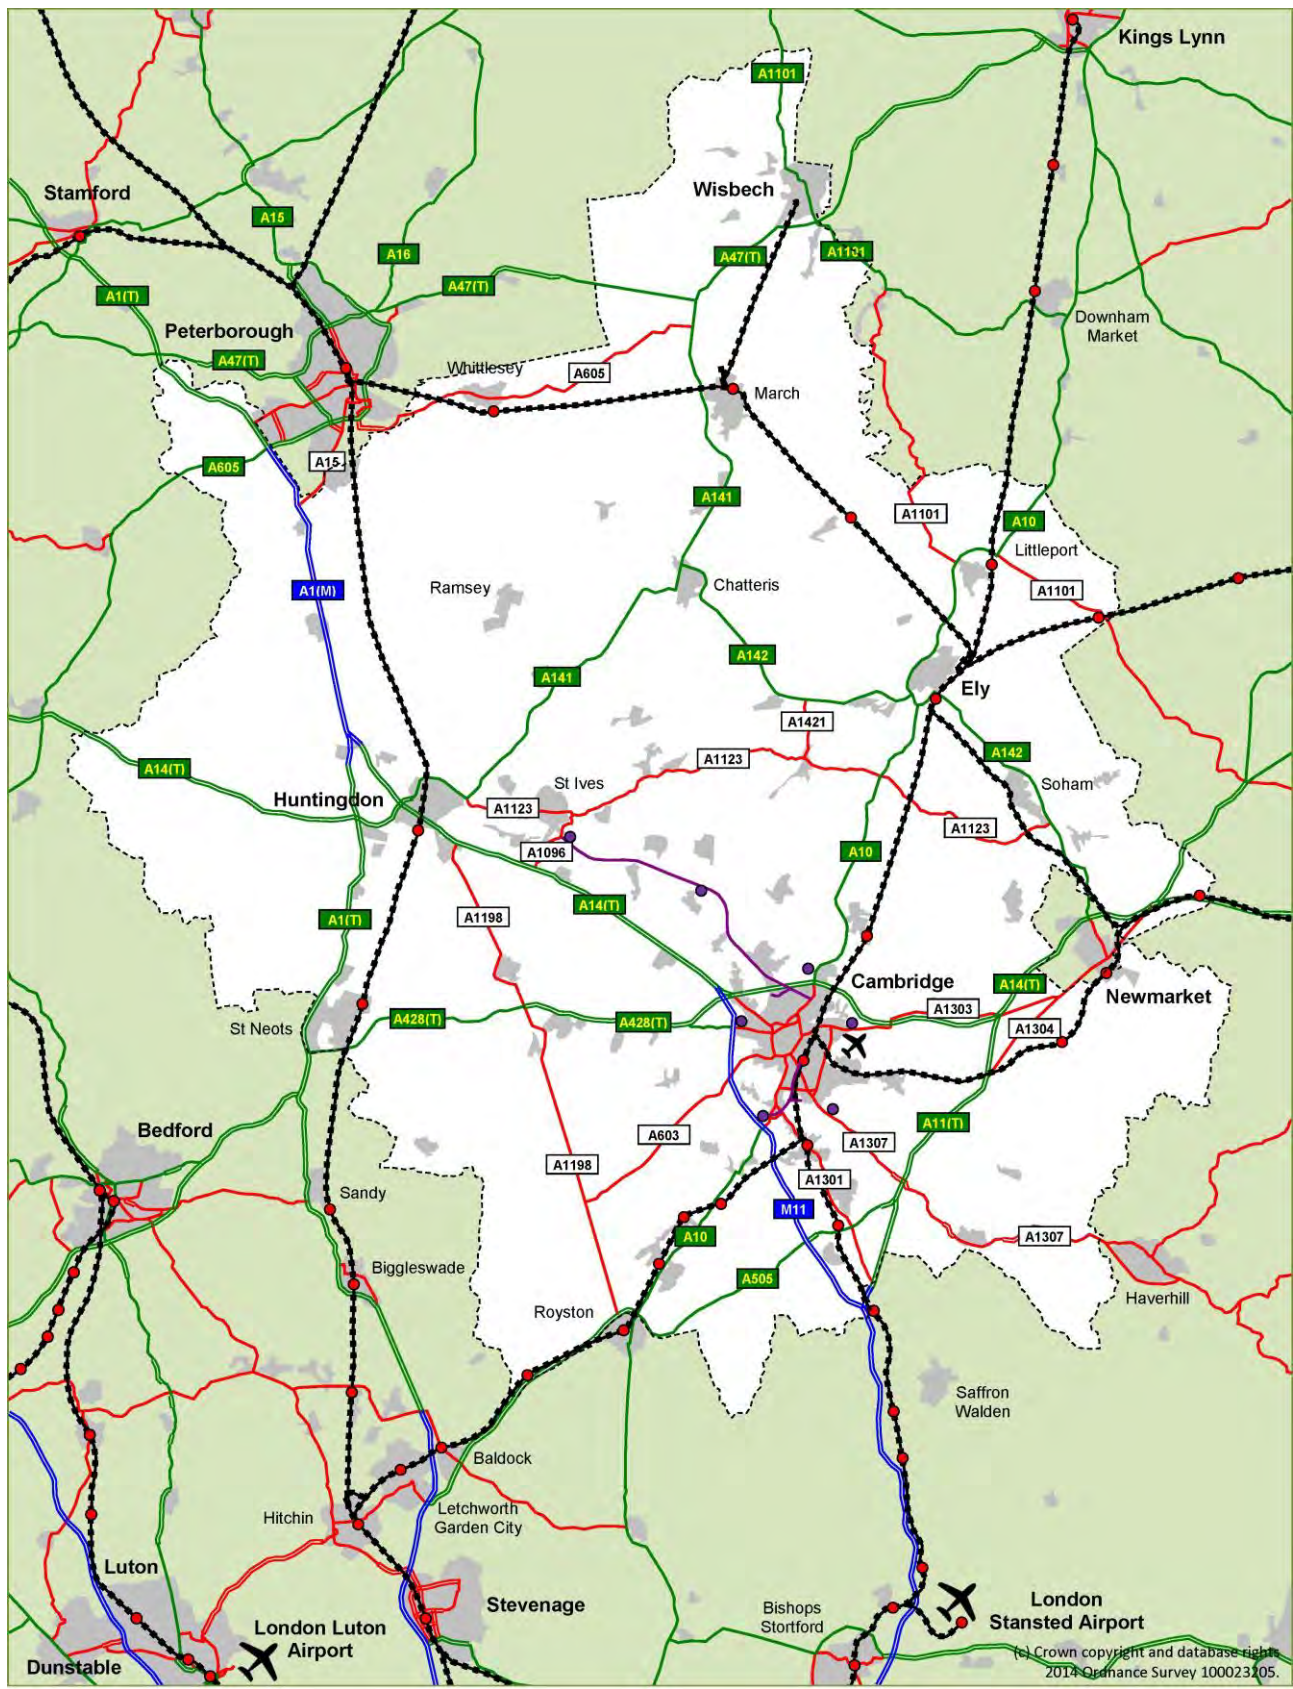 Kings Lynn
A1101
Wisbech
Stamford
A15
A16
A47(T)
A1101
A47(T)
A1(T)
Peterborough
Downham
Market
A47(T)
Whittlesey
A605
March
A15
A605
A141
A1101
A10
Littleport
A1(M)
Ramsey
Chatteris
A1101
A142
A141
Ely
A1421
A142
A1123
A14(T)
St Ives
Soham
Huntingdon
A1123
A1123
A1096
A10
A14(T)
A1198
A1(T)
Cambridge
A14(T)
Newmarket
A1303
St Neots
A428(T)
A428(T)
A1304
Bedford
A11(T)
A603
A1307
A1198
A1301
Sandy
M11
A10
A1307
Biggleswade
A505
Haverhill
Royston
Saffron
Walden
Baldock
Letchworth
Garden City
Hitchin
Luton
Stevenage
London
Stansted Airport
Bishops
Stortford
London Luton
Airport
Dunstable
(c) Crown copyright and database rights
2014 Ordnance Survey 100023205.